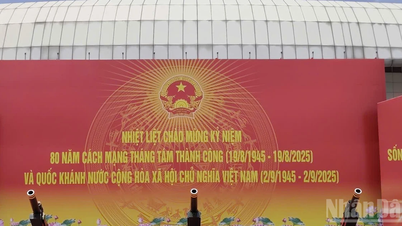 Nhân Dân
NHIỆT LIỆT CHÀO MỪNG KỶ NIỆM
80 NĂM CÁCH MẠNG THÁNG TÁM THÀNH CÔNG (19/8/1945 - 19/8/2025)
VÀ QUỐC KHÁNH NƯỚC CỘNG HÒA XÃ HỘI CHỦ NGHĨA VIỆT NAM (2/9/1945 - 2/9/2025)
SỐN